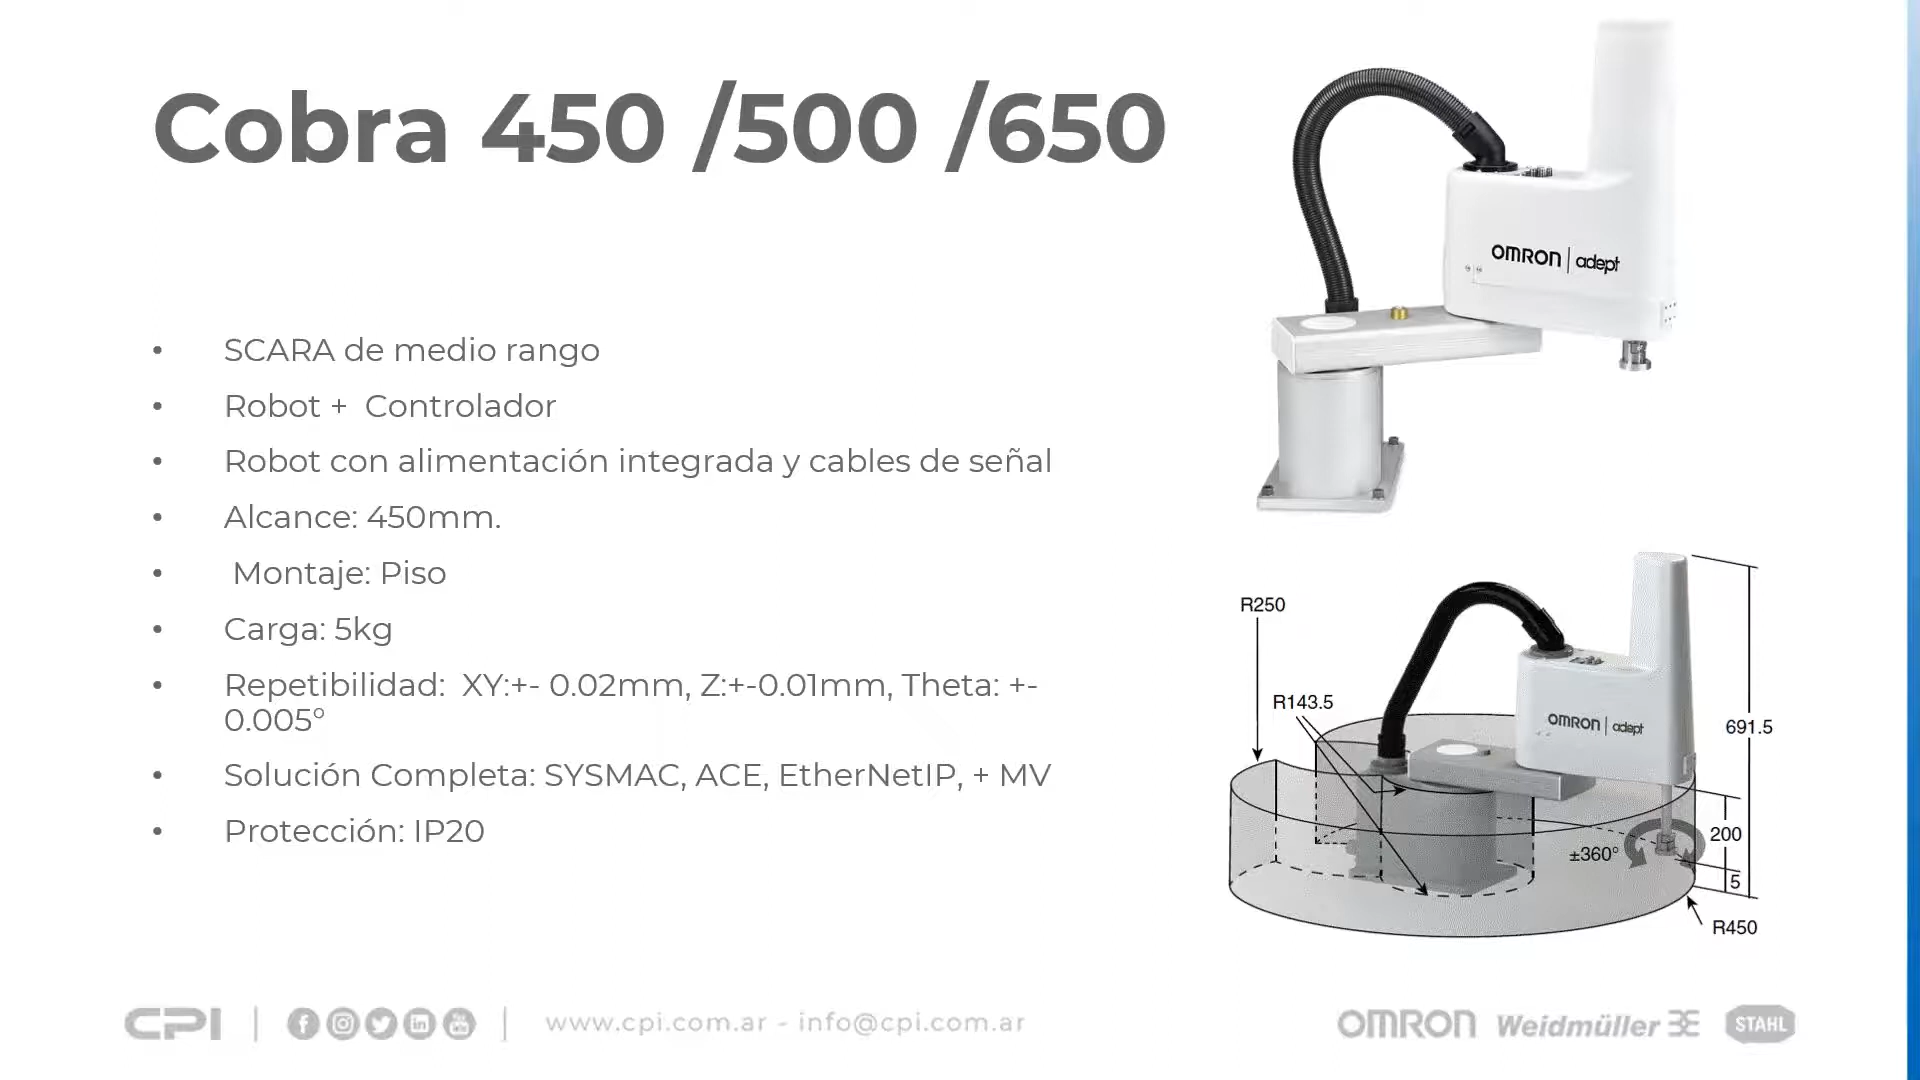 Cobra 450 /500 /650
OMRON | adept
• SCARA de medio rango
• Robot + Controlador
• Robot con alimentación integrada y cables de señal
• Alcance: 450mm.
• Montaje: Piso
• Carga: 5kg
• Repetibilidad: XY:+- 0.02mm, Z:+-0.01mm, Theta: +-
0.005º
• Solución Completa: SYSMAC, ACE, EtherNetIP, + MV
• Protección: IP20
R250
R143.5
OMRON | adept
691.5
200
±360°
5
R450
CPI | | www.cpi.com.ar - info@cpi.com.ar
OMRON Weidmüller STAHL